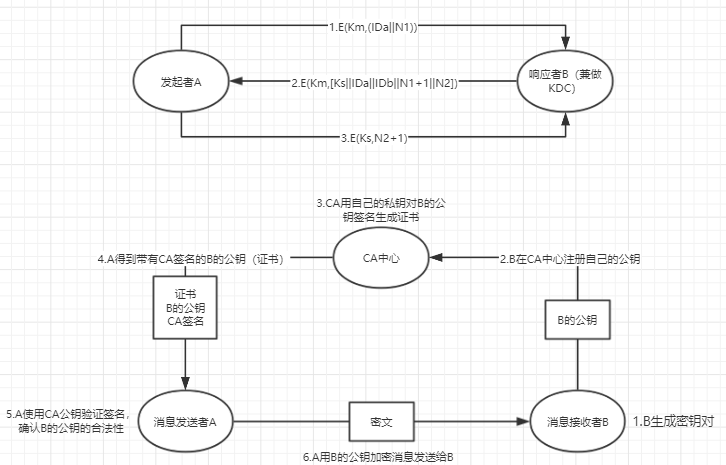 1.E(Km,(IDa||N1))
发起者A
2.E(Km,[Ks||IDa||IDb||N1+1||N2])
响应者B（兼做
KDC）
3.E(Ks,N2+1)
3.CA用自己的私钥对B的公
钥签名生成证书
4.A得到带有CA签名的B的公钥（证书）
CA中心
2.B在CA中心注册自己的公钥
证书
B的公钥
CA签名
B的公钥
5.A使用CA公钥验证签名，
确认B的公钥的合法性
消息发送者A
密文
消息接收者B
1.B生成密钥对
6.A用B的公钥加密消息发送给B